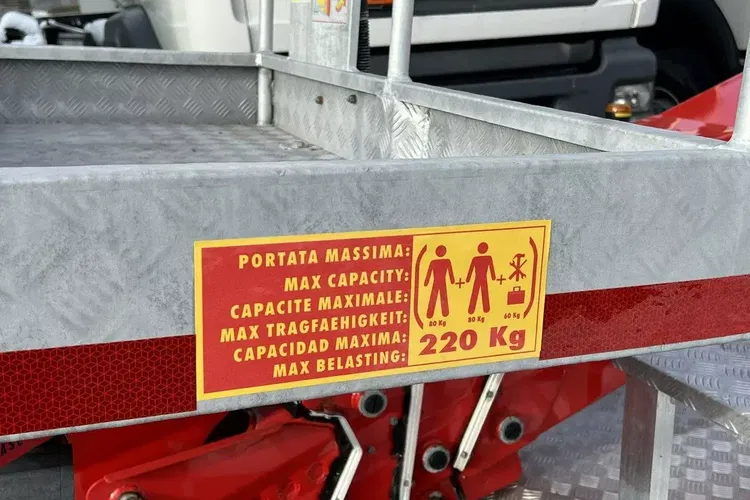 PORTATA MASSIMA:
MAX CAPACITY:
CAPACITE MAXIMALE:
MAX TRAGFAEHIGKEIT:
CAPACIDAD MAXIMA:
MAX BELASTING:
( + + )
80 Kg 80 Kg 60 Kg
220 Kg